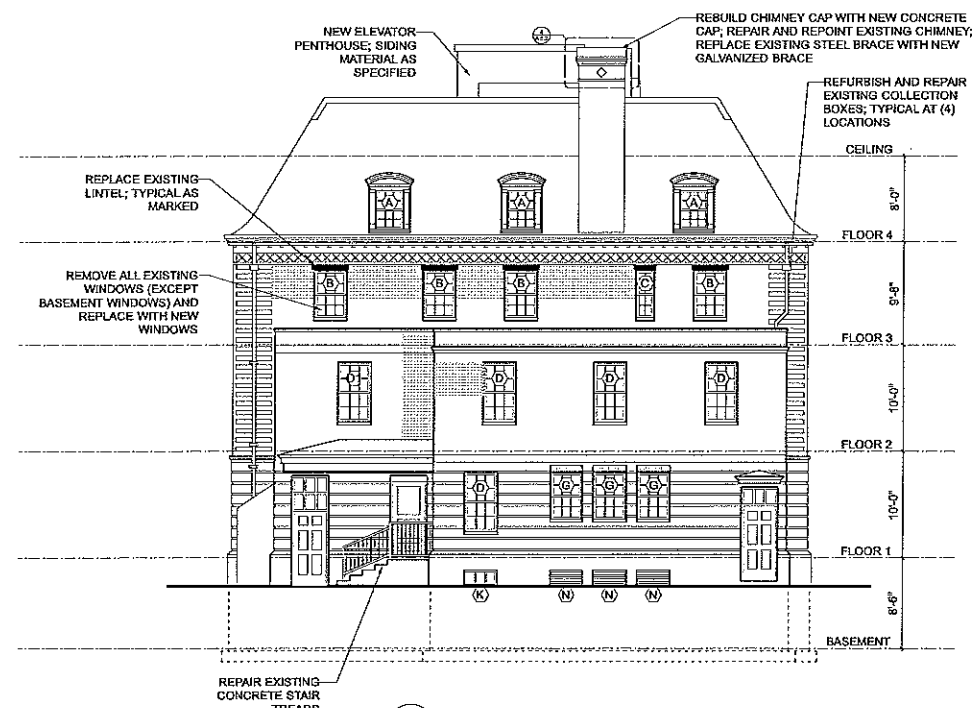 NEW ELEVATOR
PENTHOUSE; SIDING
MATERIAL AS
SPECIFIED
REBUILD CHIMNEY CAP WITH NEW CONCRETE
CAP; REPAIR AND REPOINT EXISTING CHIMNEY;
REPLACE EXISTING STEEL BRACE WITH NEW
GALVANIZED BRACE
REFURBISH AND REPAIR
EXISTING COLLECTION
BOXES; TYPICAL AT (4)
LOCATIONS
CEILING
REPLACE EXISTING
LINTEL; TYPICAL AS
MARKED
A A A
8'-0"
FLOOR 4
REMOVE ALL EXISTING
WINDOWS (EXCEPT
BASEMENT WINDOWS) AND
REPLACE WITH NEW
WINDOWS
B B B C B
FLOOR 3
D D D D
10'-0"
FLOOR 2
D G G G
10'-0"
FLOOR 1
K N N N
8'-6"
BASEMENT
REPAIR EXISTING
CONCRETE STAIR